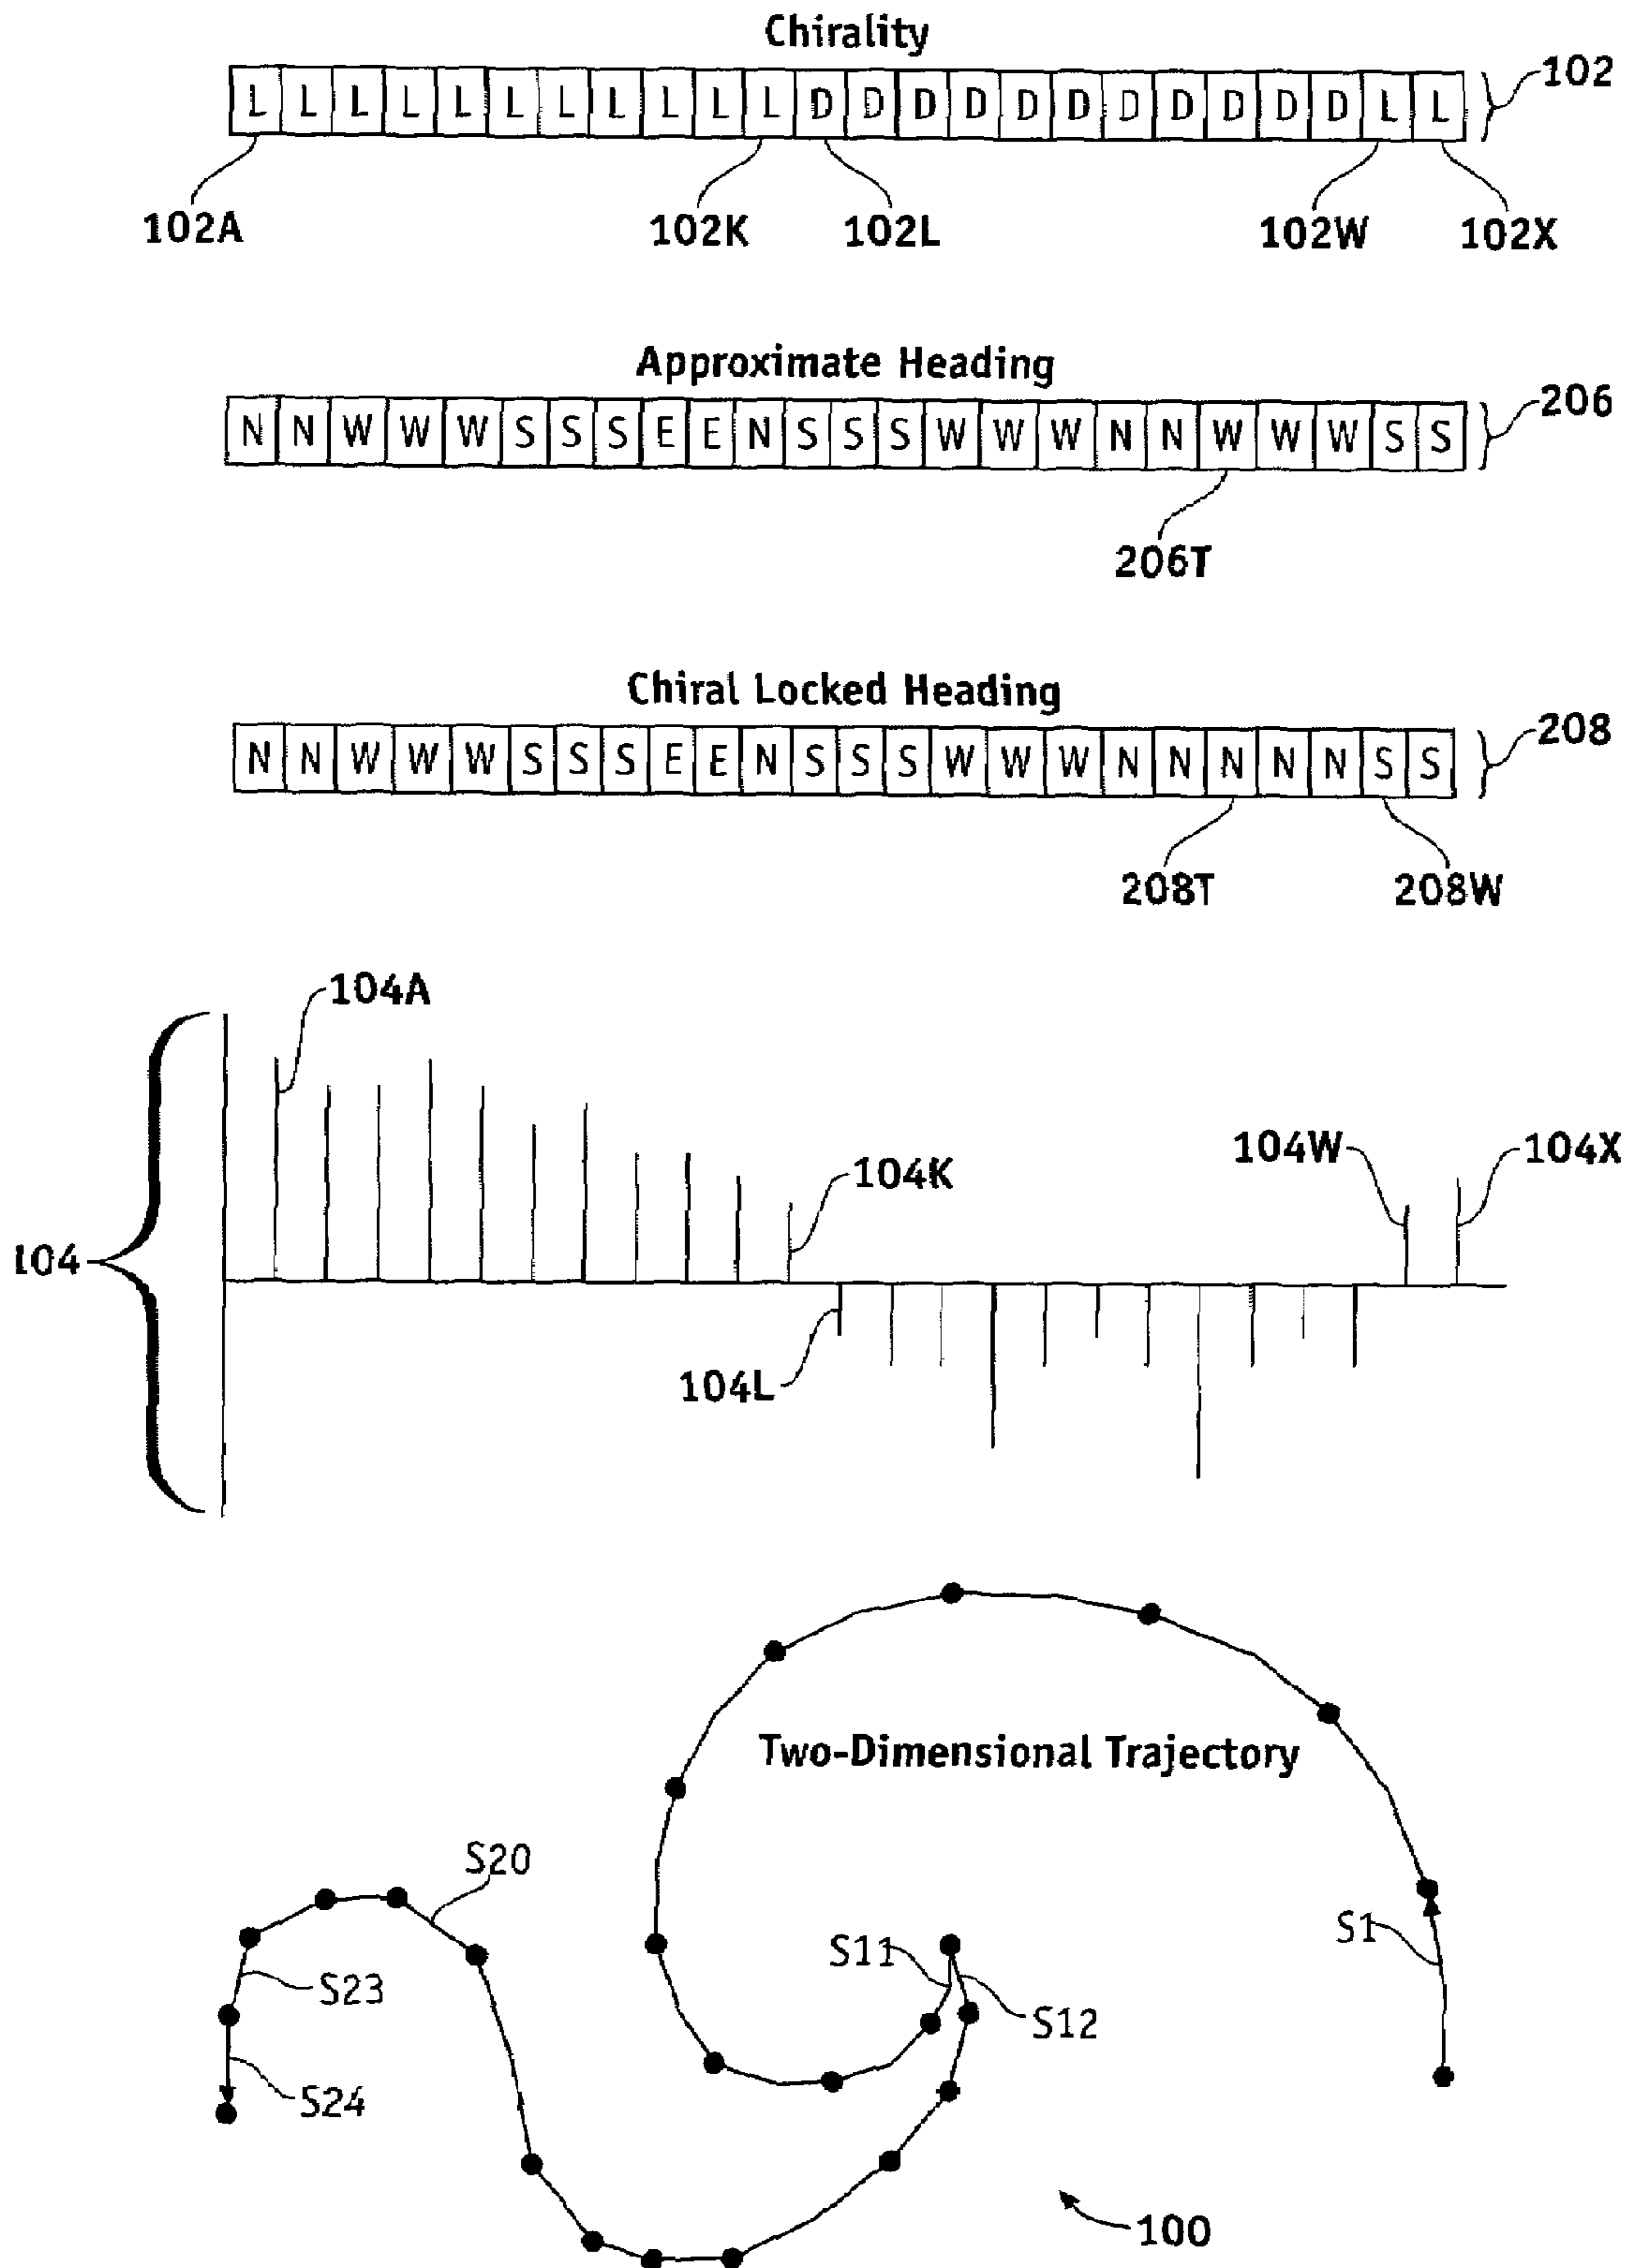 Chirality
L L L L L L L L L L L D D D D D D D D D D D L L 102
102A 102K 102L 102W 102X
Approximate Heading
N N W W W S S S E E N S S S W W W N N W W W S S 206
206T
Chiral Locked Heading
N N W W W S S S E E N S S S W W W N N N N N S S 208
208T 208W
104A
104W 104X
104K
104
104L
Two-Dimensional Trajectory
S20
S11 S1
S23
S12
S24
100